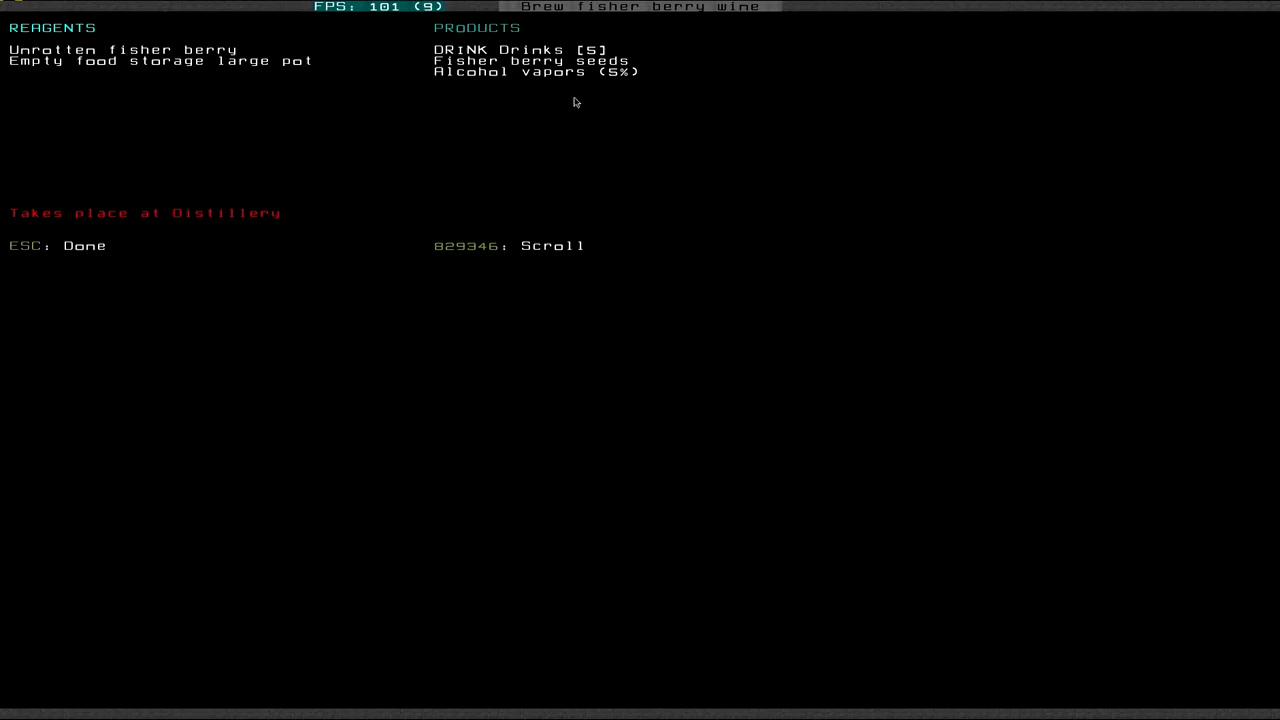 FPS: 101 (9) Brew fisher berry wine
REAGENTS PRODUCTS
Unrotten fisher berry DRINK Drinks [5]
Empty food storage large pot Fisher berry seeds
Alcohol vapors (5%)
Takes place at Distillery
ESC: Done 829346: Scroll